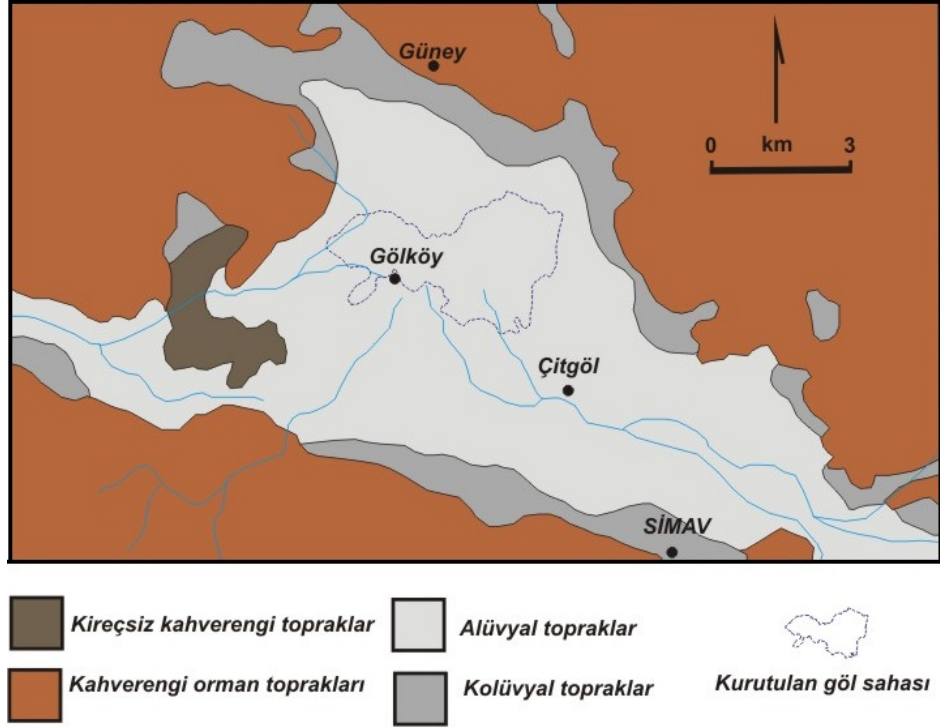 Güney
0 km 3
Gölköy
Çitgöl
SİMAV
Kireçsiz kahverengi topraklar
Alüvyal topraklar
Kahverengi orman toprakları
Kolüvyal topraklar
Kurutulan göl sahası